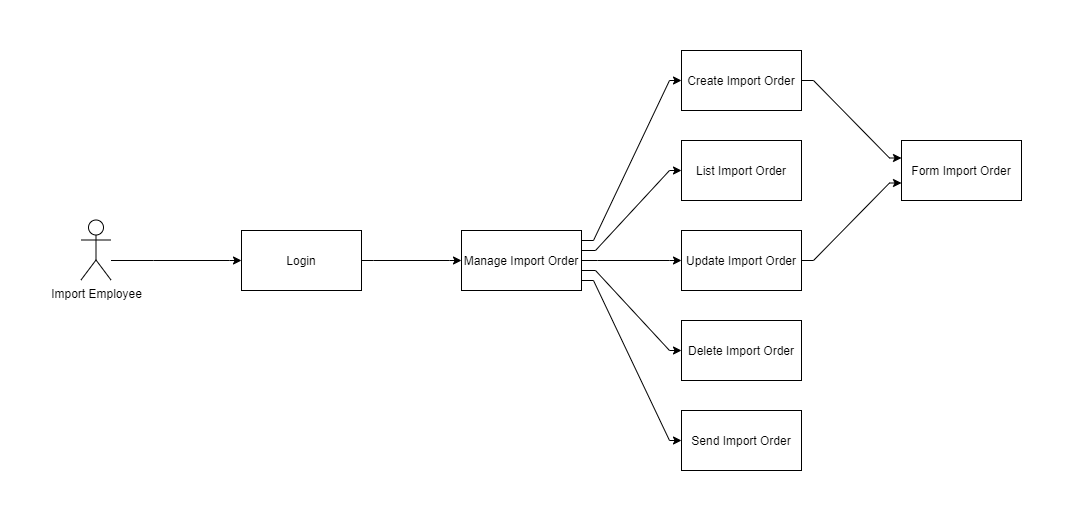 Create Import Order
List Import Order
Form Import Order
Login
Manage Import Order
Update Import Order
Import Employee
Delete Import Order
Send Import Order